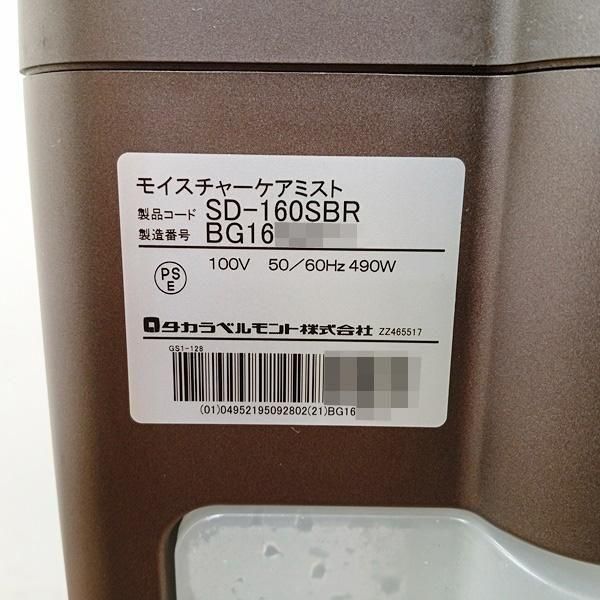 モイスチャーケアミスト
製品コード SD-160SBR
製造番号 BG16
100V 50/60Hz 490W
PS
E
タカラベルモント株式会社 ZZ465517
GS1-128
(01)04952195092802(21)BG16